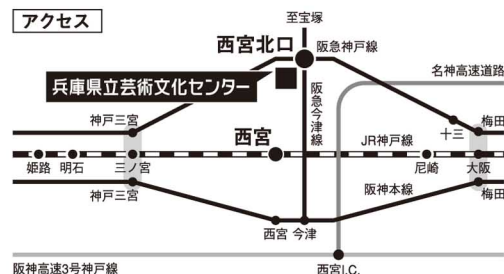 アクセス
至宝塚
西宮北口
阪急神戸線
兵庫県立芸術文化センター
名神高速道路
阪急今津線
神戸三宮
十三
梅田
西宮
JR神戸線
姫路
明石
三ノ宮
尼崎
大阪
神戸三宮
阪神本線
梅田
西宮
今津
阪神高速3号神戸線
西宮I.C.